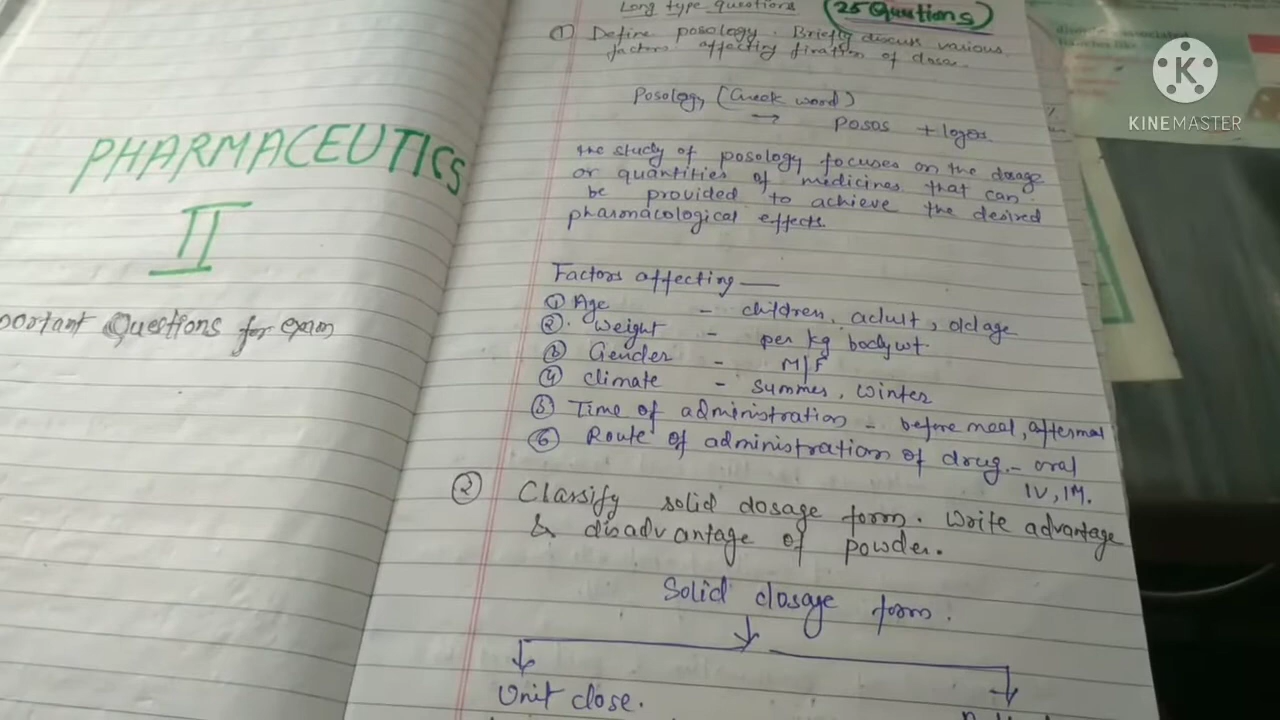 PHARMACEUTICS
II
portant Questions for exam
Long type questions (25 Questions)
① Define posology. Briefly discuss various
factors affecting fixation of dose.
Posology (Greek word)
→ Posos + logos
the study of posology focuses on the dosage
or quantities of medicines that can
be provided to achieve the desired
pharmacological effects.
Factors affecting —
① Age - children, adult, old age
②. Weight - per kg body wt.
③ Gender - M/F
④ Climate - Summer, Winter
⑤ Time of administration - before meal, aftermeal
⑥ Route of administration of drug - oral
IV, IM.
② Classify solid dosage form. Write advantage
& disadvantage of powder.
Solid dosage form.
Unit dose.
K
KINEMASTER